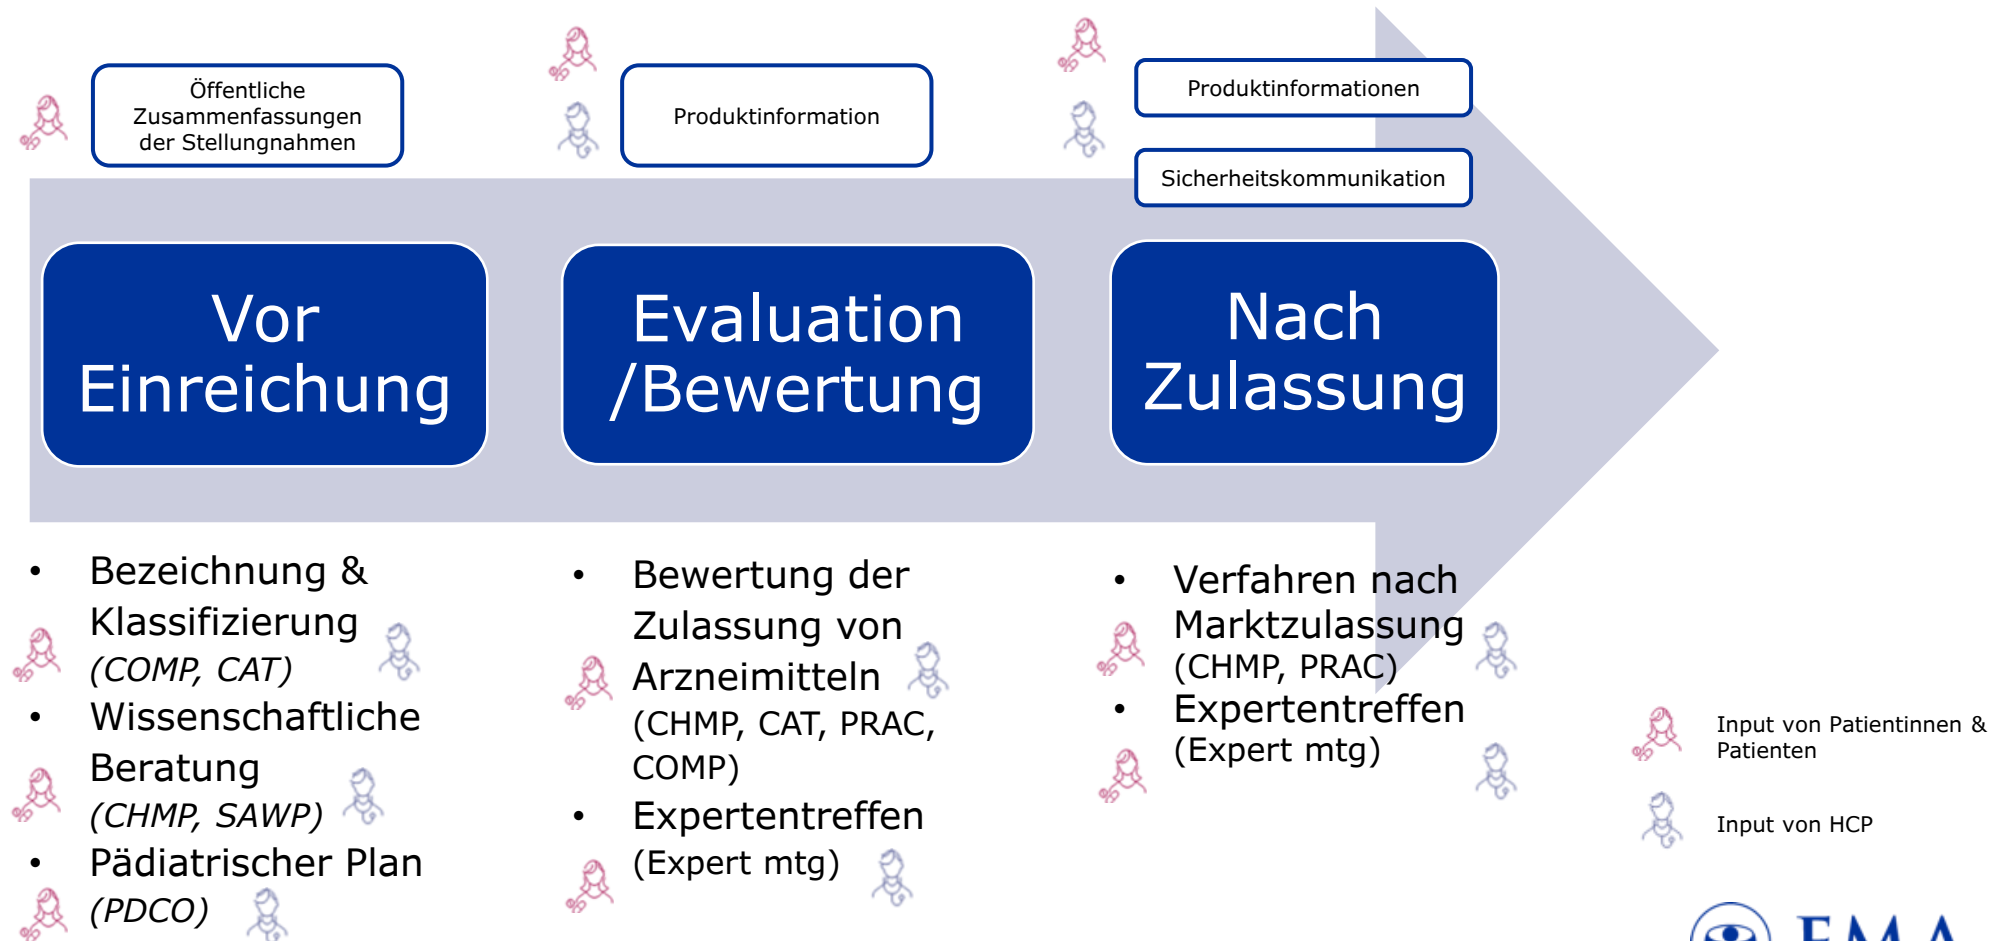 Öffentliche
Zusammenfassungen
der Stellungnahmen
Produktinformation
Produktinformationen
Sicherheitskommunikation
Vor
Einreichung
Evaluation
/Bewertung
Nach
Zulassung
• Bezeichnung &
Klassifizierung
(COMP, CAT)
• Wissenschaftliche
Beratung
(CHMP, SAWP)
• Pädiatrischer Plan
(PDCO)
• Bewertung der
Zulassung von
Arzneimitteln
(CHMP, CAT, PRAC,
COMP)
• Expertentreffen
(Expert mtg)
• Verfahren nach
Marktzulassung
(CHMP, PRAC)
• Expertentreffen
(Expert mtg)
Input von Patientinnen &
Patienten
Input von HCP
EMA